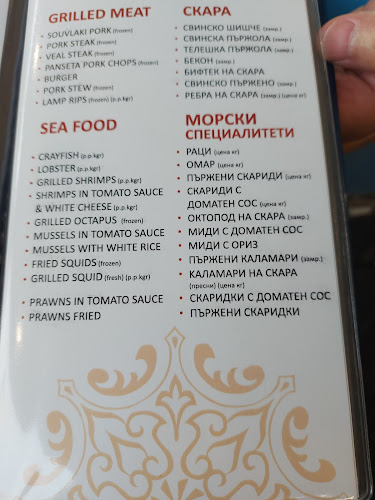 GRILLED MEAT
SOUVLAKI PORK (frozen)
PORK STEAK (frozen)
VEAL STEAK (frozen)
PANSETA PORK CHOPS (frozen)
BURGER
PORK STEW (frozen)
LAMP RIPS (frozen) (p.p.kgr)
SEA FOOD
CRAYFISH (p.p.kgr)
LOBSTER (p.p.kgr)
GRILLED SHRIMPS (p.p.kgr)
SHRIMPS IN TOMATO SAUCE
& WHITE CHEESE (p.p.kgr)
GRILLED OCTAPUS (frozen)
MUSSELS IN TOMATO SAUCE
MUSSELS WITH WHITE RICE
FRIED SQUIDS (frozen)
GRILLED SQUID (fresh) (p.p.kgr)
PRAWNS IN TOMATO SAUCE
PRAWNS FRIED
СКАРА
СВИНСКО ШИШЧЕ (замр.)
СВИНСКА ПЪРЖОЛА (замр.)
ТЕЛЕШКА ПЪРЖОЛА (замр.)
БЕКОН (замр.)
БИФТЕК НА СКАРА
СВИНСКО ПЪРЖЕНО (замр.)
РЕБРА НА СКАРА (замр.) (цена кг)
МОРСКИ
СПЕЦИАЛИТЕТИ
РАЦИ (цена кг)
ОМАР (цена кг)
ПЪРЖЕНИ СКАРИДИ (цена кг)
СКАРИДИ С
ДОМАТЕН СОС (цена кг)
ОКТОПОД НА СКАРА (замр.)
МИДИ С ДОМАТЕН СОС
МИДИ С ОРИЗ
ПЪРЖЕНИ КАЛАМАРИ (замр.)
КАЛАМАРИ НА СКАРА
(пресни) (цена кг)
СКАРИДКИ С ДОМАТЕН СОС
ПЪРЖЕНИ СКАРИДКИ